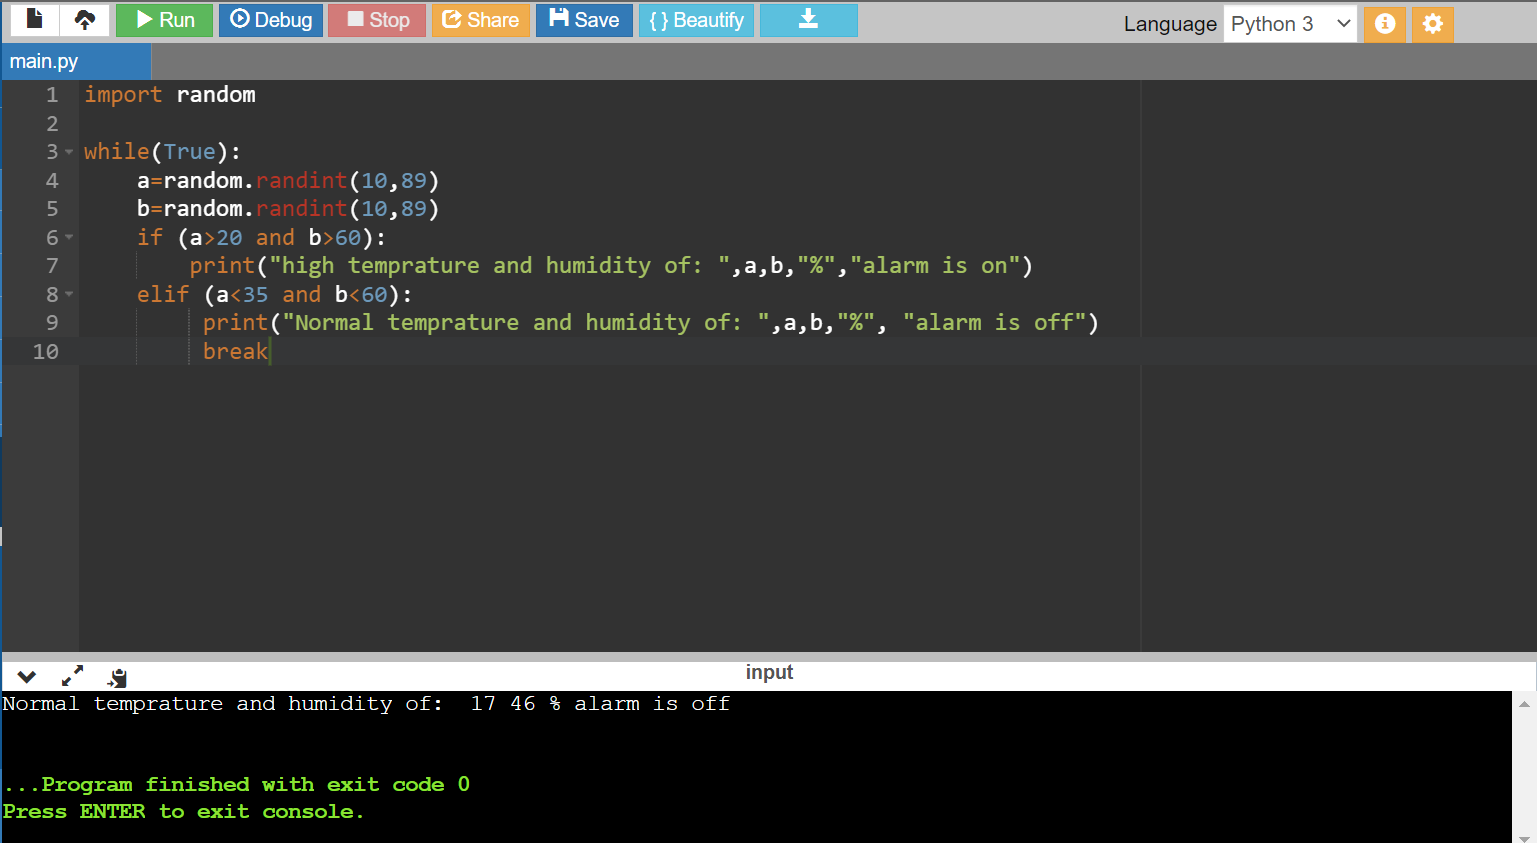 Run Debug Stop Share Save {} Beautify Language Python 3
main.py
1 import random
2
3 while(True):
4     a=random.randint(10,89)
5     b=random.randint(10,89)
6     if (a>20 and b>60):
7         print("high temprature and humidity of: ",a,b,"%","alarm is on")
8     elif (a<35 and b<60):
9          print("Normal temprature and humidity of: ",a,b,"%", "alarm is off")
10          break
input
Normal temprature and humidity of:  17 46 % alarm is off
...Program finished with exit code 0
Press ENTER to exit console.